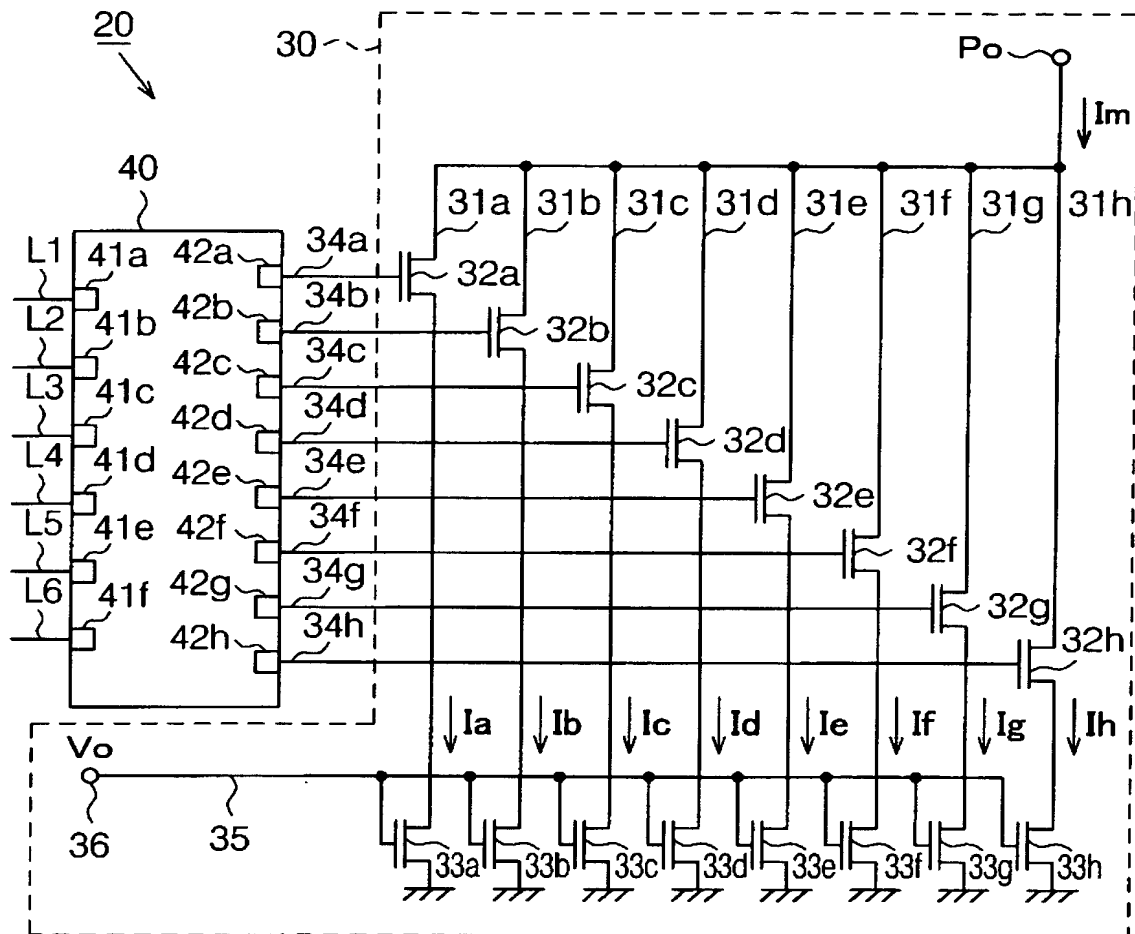 20
30
Po
Im
40
31a 31b 31c 31d 31e 31f 31g 31h
L1 41a 42a 34a 32a
L2 41b 42b 34b 32b
L3 41c 42c 34c 32c
L4 41d 42d 34d 32d
L5 41e 42e 34e 32e
L6 41f 42f 34f 32f
42g 34g 32g
42h 34h 32h
Ia Ib Ic Id Ie If Ig Ih
Vo
36 35
33a 33b 33c 33d 33e 33f 33g 33h